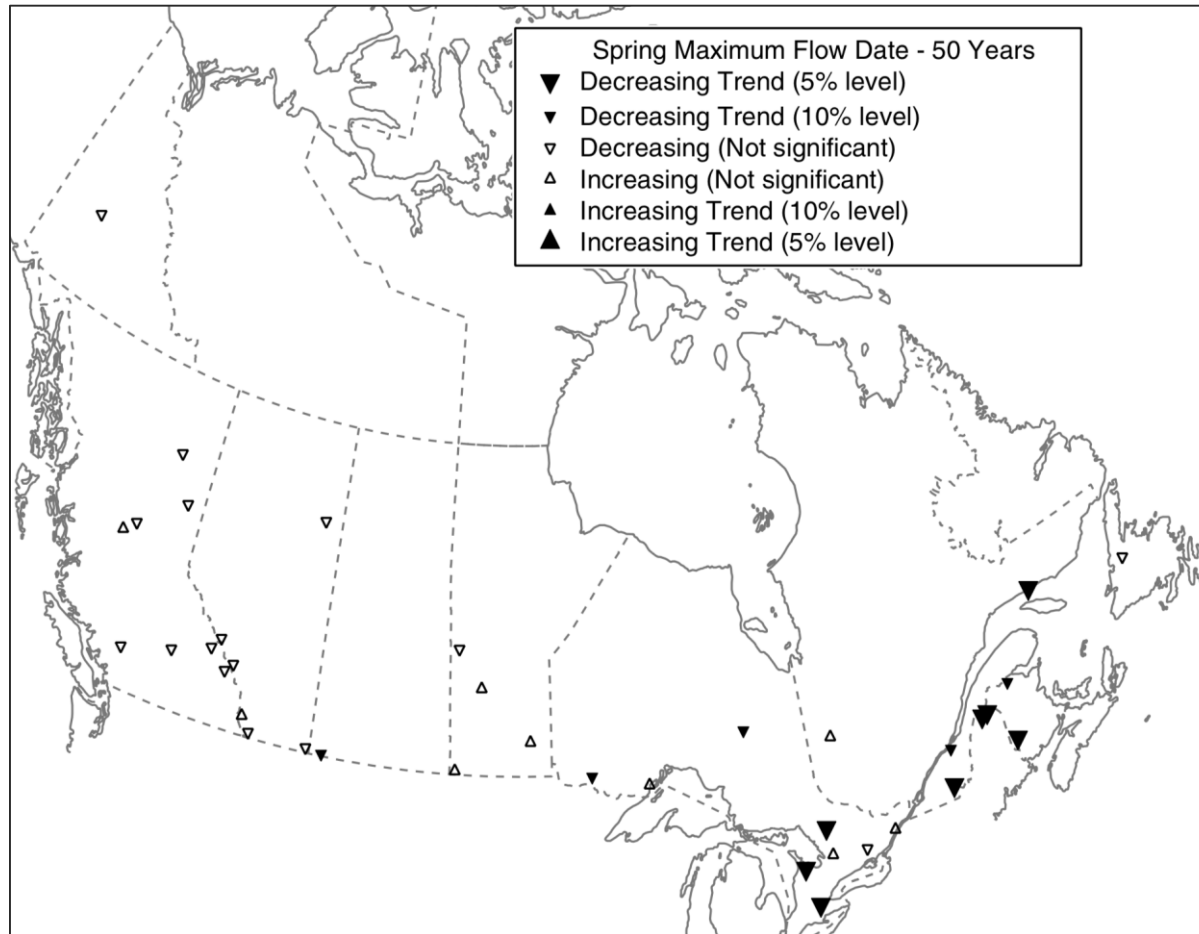 Spring Maximum Flow Date - 50 Years
Decreasing Trend (5% level)
Decreasing Trend (10% level)
Decreasing (Not significant)
Increasing (Not significant)
Increasing Trend (10% level)
Increasing Trend (5% level)